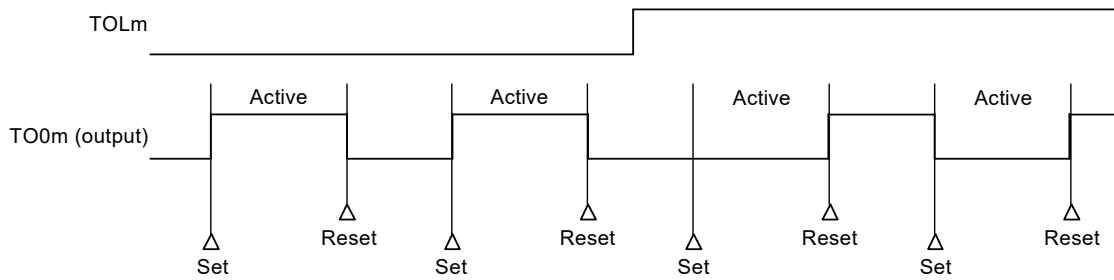 TOLm
Active Active Active Active
TO0m (output)
Reset Reset Reset Reset
Set Set Set Set